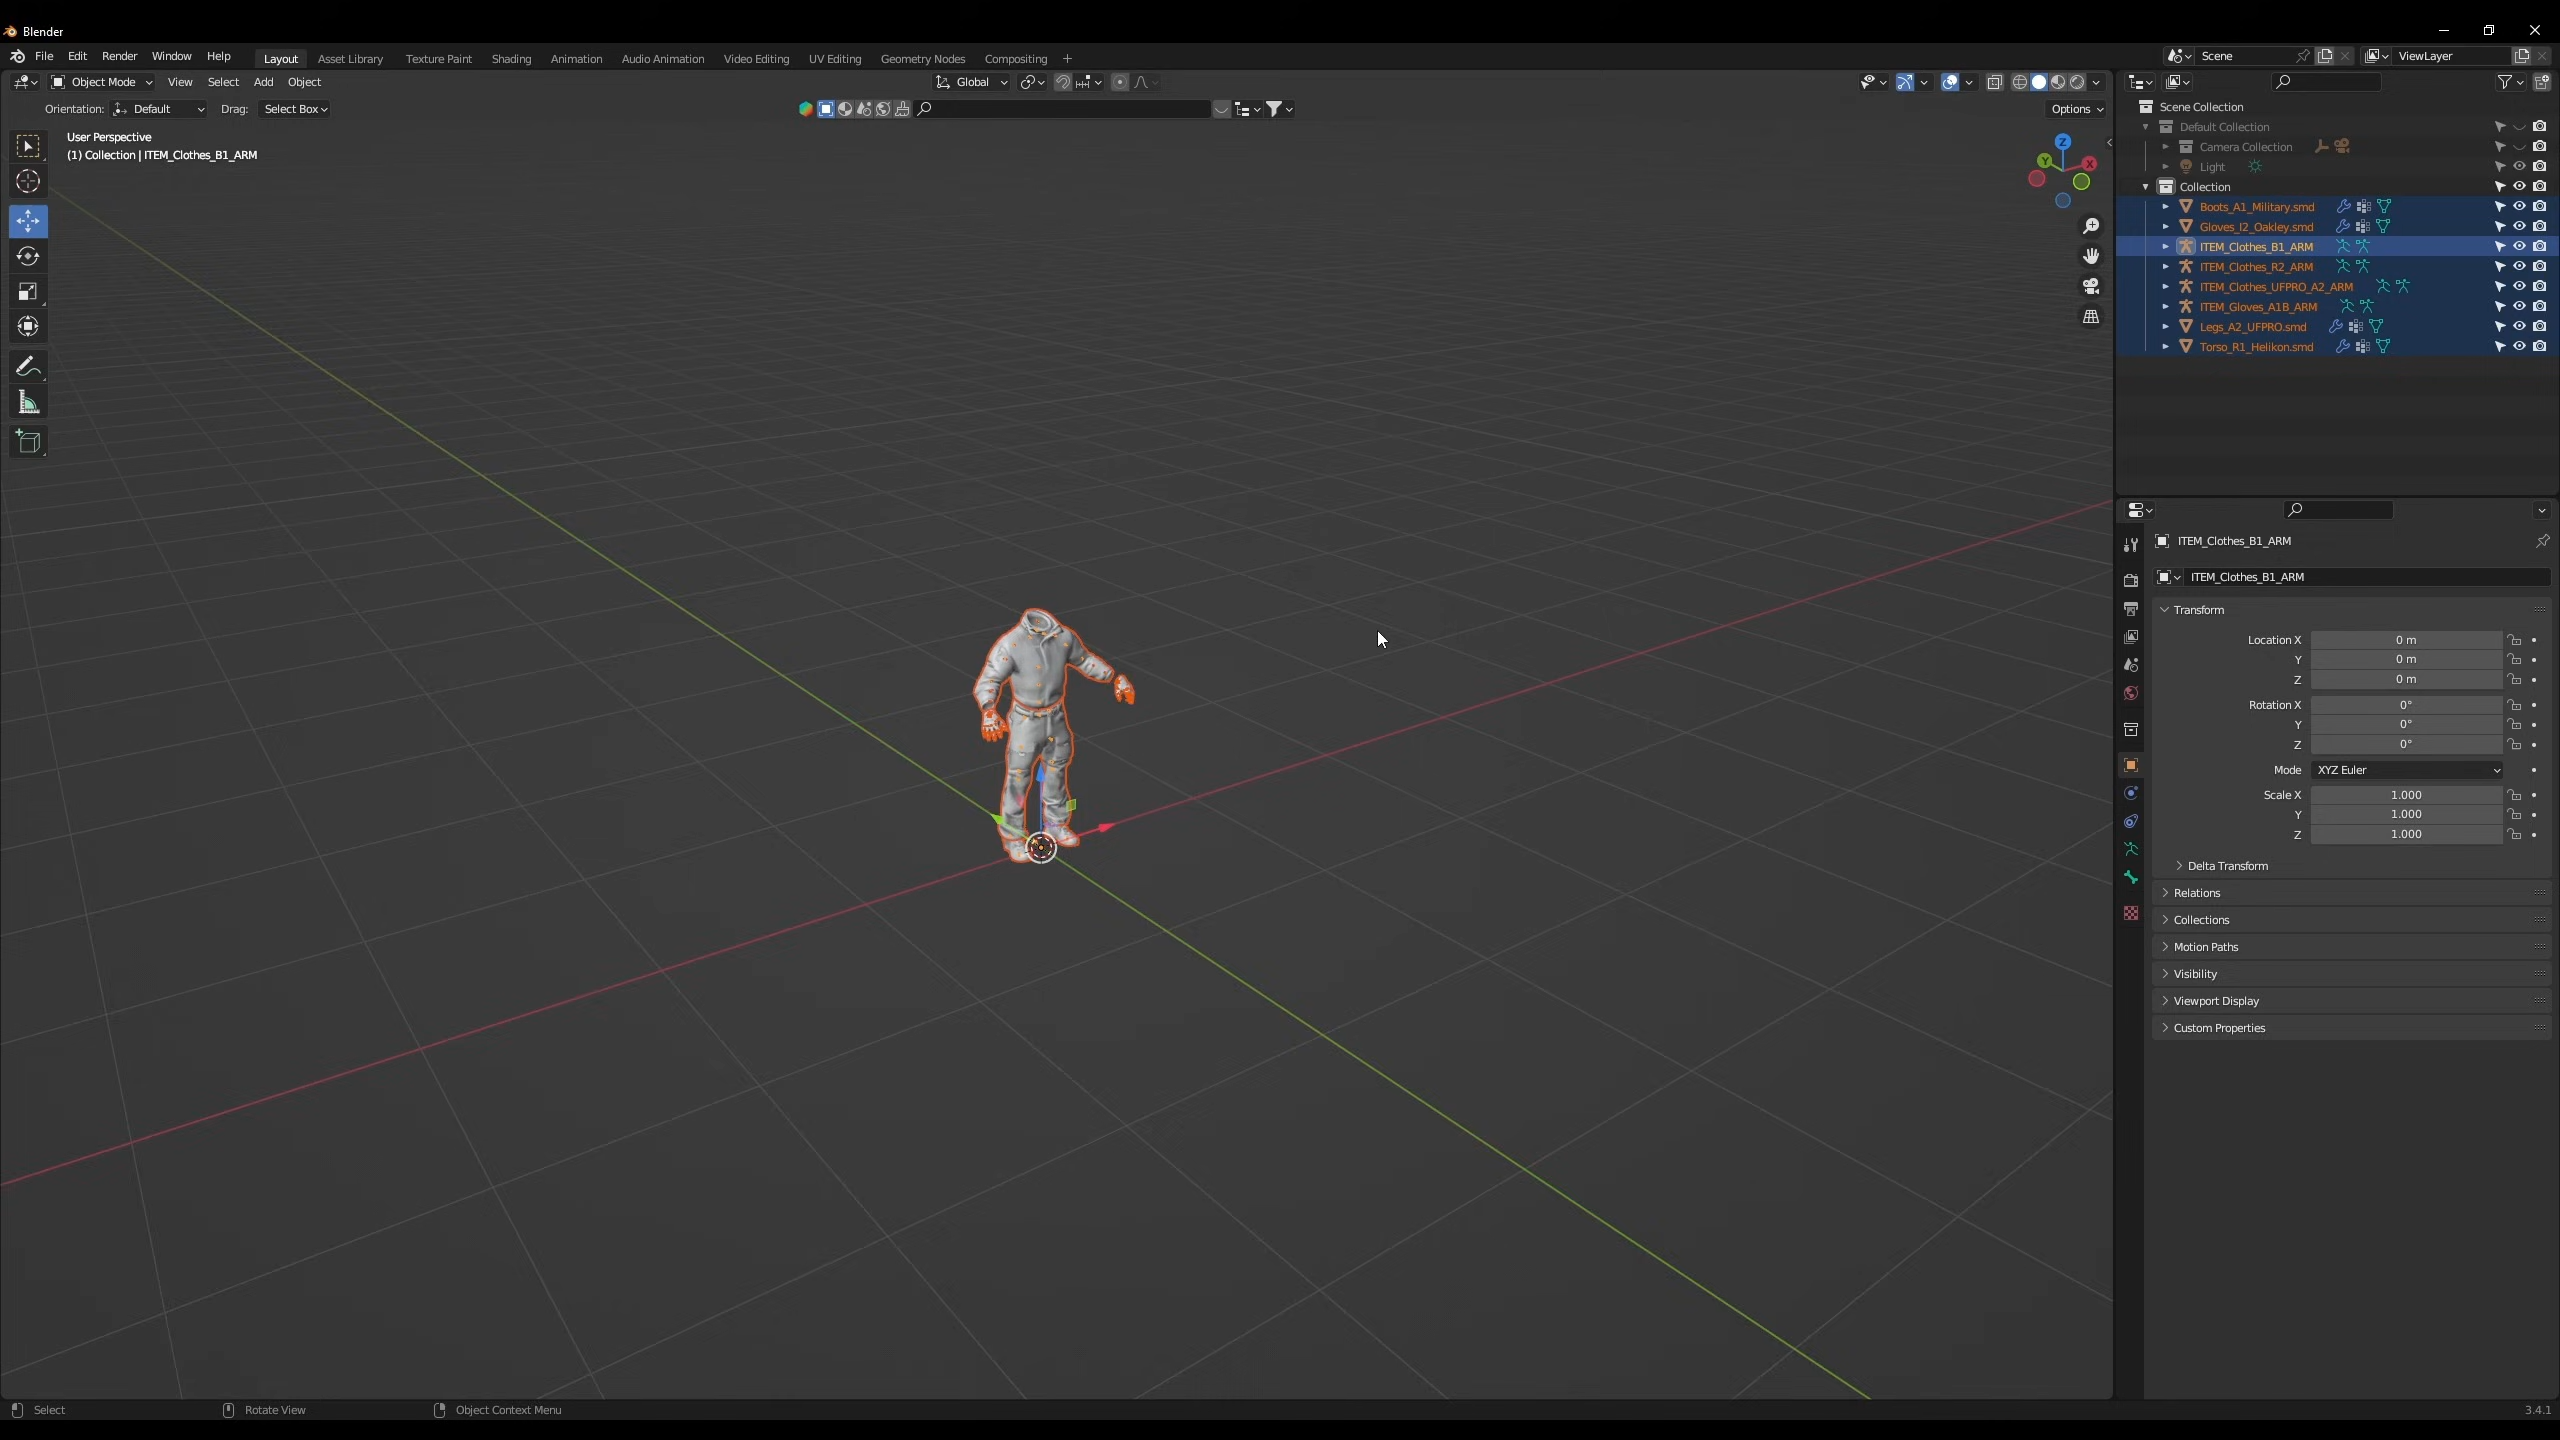 Blender
File Edit Render Window Help Layout Asset Library Texture Paint Shading Animation Audio Animation Video Editing UV Editing Geometry Nodes Compositing + Scene ViewLayer
Object Mode View Select Add Object Global
Orientation: Default Drag: Select Box Options
User Perspective
(1) Collection | ITEM_Clothes_B1_ARM
Z
Y
X
Scene Collection
Default Collection
Camera Collection
Light
Collection
Boots_A1_Military.smd
Gloves_I2_Oakley.smd
ITEM_Clothes_B1_ARM
ITEM_Clothes_R2_ARM
ITEM_Clothes_UFPRO_A2_ARM
ITEM_Gloves_A1B_ARM
Legs_A2_UFPRO.smd
Torso_R1_Helikon.smd
ITEM_Clothes_B1_ARM
ITEM_Clothes_B1_ARM
Transform
Location X 0 m
Y 0 m
Z 0 m
Rotation X 0°
Y 0°
Z 0°
Mode XYZ Euler
Scale X 1.000
Y 1.000
Z 1.000
Delta Transform
Relations
Collections
Motion Paths
Visibility
Viewport Display
Custom Properties
Select Rotate View Object Context Menu 3.4.1